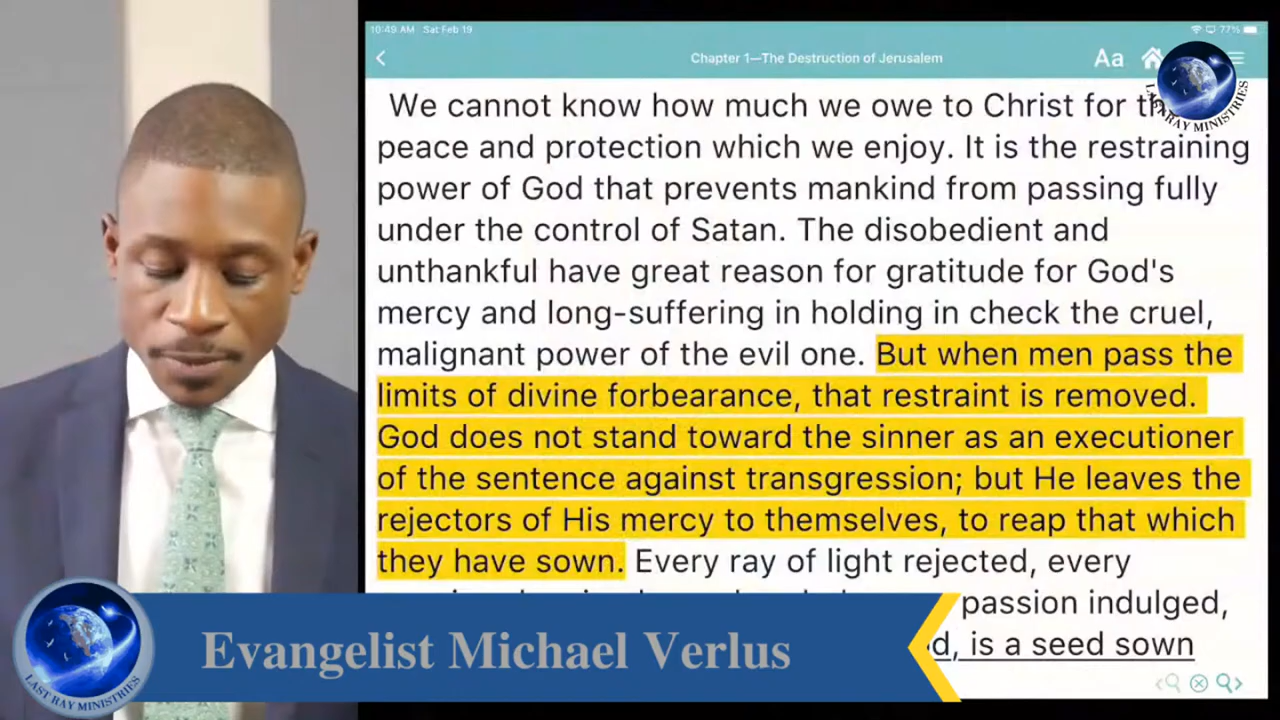 10:49 AM Sat Feb 19
77%
Chapter 1—The Destruction of Jerusalem
Aa
LAST RAY MINISTRIES
We cannot know how much we owe to Christ for
peace and protection which we enjoy. It is the restraining
power of God that prevents mankind from passing fully
under the control of Satan. The disobedient and
unthankful have great reason for gratitude for God's
mercy and long-suffering in holding in check the cruel,
malignant power of the evil one. But when men pass the
limits of divine forbearance, that restraint is removed.
God does not stand toward the sinner as an executioner
of the sentence against transgression; but He leaves the
rejectors of His mercy to themselves, to reap that which
they have sown. Every ray of light rejected, every
passion indulged,
is a seed sown
Evangelist Michael Verlus
LAST RAY MINISTRIES